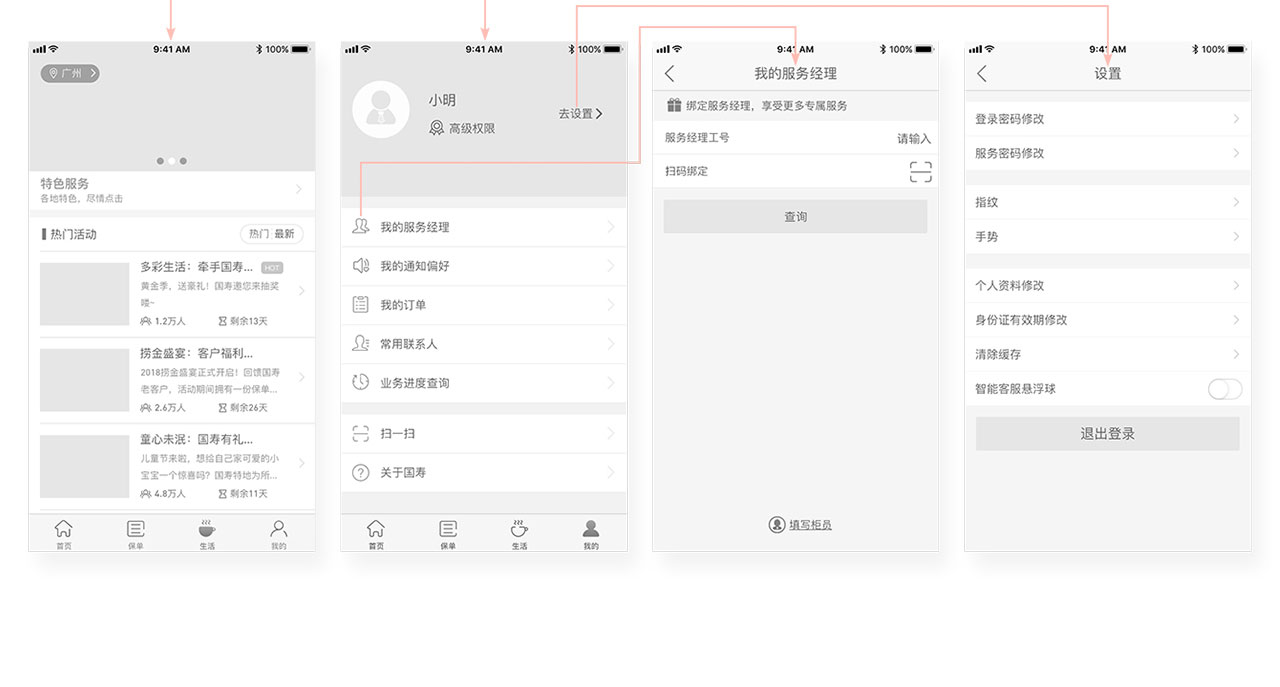 9:41 AM
100%
广州
特色服务
各地特色，尽情点击
热门活动
热门 最新
多彩生活：牵手国寿...
HOT
黄金季，送豪礼！国寿邀您来抽奖
喽~
1.2万人
剩余13天
捞金盛宴：客户福利...
2018捞金盛宴正式开启！回馈国寿
老客户，活动期间拥有一份保单...
2.6万人
剩余26天
童心未泯：国寿有礼...
儿童节来啦，想给自己家可爱的小
宝宝一个惊喜吗？国寿特地为所...
4.8万人
剩余11天
首页
保单
生活
我的
9:41 AM
100%
小明
高级权限
去设置
我的服务经理
我的通知偏好
我的订单
常用联系人
业务进度查询
扫一扫
关于国寿
首页
保单
生活
我的
9:41 AM
100%
我的服务经理
绑定服务经理，享受更多专属服务
服务经理工号
请输入
扫码绑定
查询
填写柜员
9:41 AM
100%
设置
登录密码修改
服务密码修改
指纹
手势
个人资料修改
身份证有效期修改
清除缓存
智能客服悬浮球
退出登录